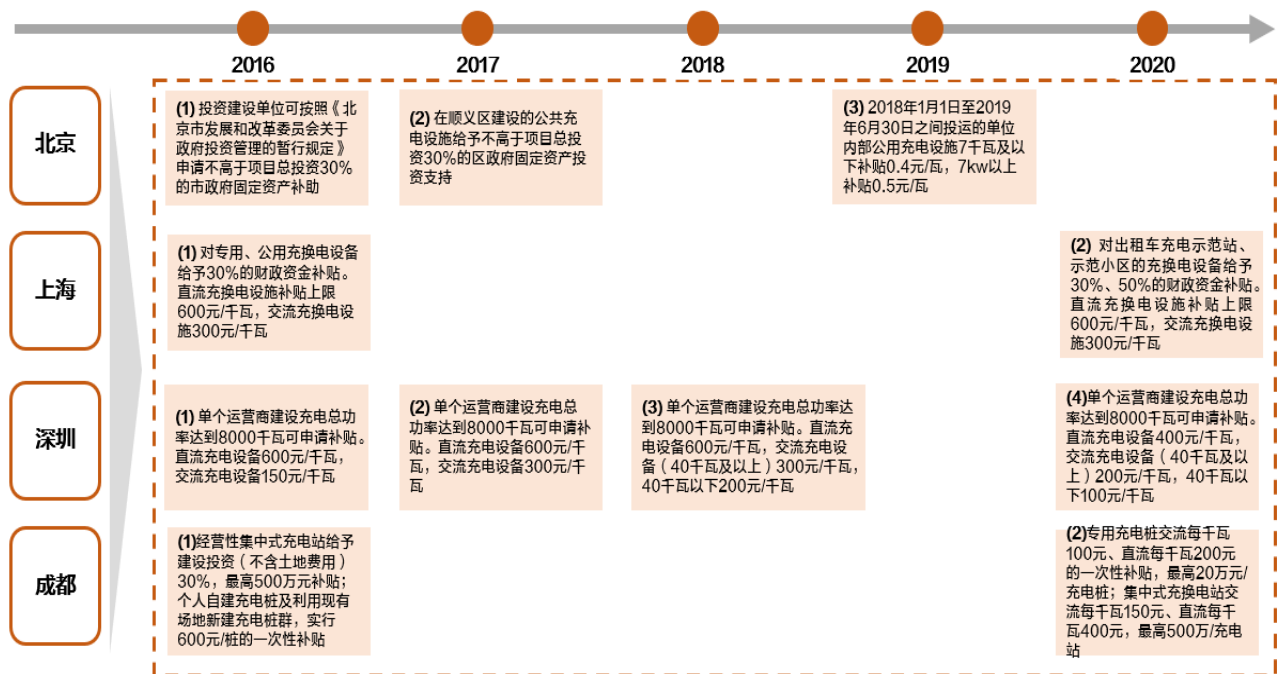 2016
2017
2018
2019
2020
北京
(1) 投资建设单位可按照《北
京市发展和改革委员会关于
政府投资管理的暂行规定》
申请不高于项目总投资30%
的市政府固定资产补助
(2) 在顺义区建设的公共充
电设施给予不高于项目总投
资30%的区政府固定资产投
资支持
(3) 2018年1月1日至2019
年6月30日之间投运的单位
内部公用充电设施7千瓦及以
下补贴0.4元/瓦，7kw以上
补贴0.5元/瓦
上海
(1) 对专用、公用充换电设备
给予30%的财政资金补贴。
直流充换电设施补贴上限
600元/千瓦，交流充换电设
施300元/千瓦
(2) 对出租车充电示范站、
示范小区的充换电设备给予
30%、50%的财政资金补贴。
直流充换电设施补贴上限
600元/千瓦，交流充换电设
施300元/千瓦
深圳
(1) 单个运营商建设充电总功
率达到8000千瓦可申请补贴。
直流充电设备600元/千瓦，
交流充电设备150元/千瓦
(2) 单个运营商建设充电总
功率达到8000千瓦可申请补
贴。直流充电设备600元/千
瓦，交流充电设备300元/千
瓦
(3) 单个运营商建设充电总功率达
到8000千瓦可申请补贴。直流充
电设备600元/千瓦，交流充电设
备（40千瓦及以上）300元/千瓦，
40千瓦以下200元/千瓦
(4)单个运营商建设充电总功
率达到8000千瓦可申请补贴。
直流充电设备400元/千瓦，
交流充电设备（40千瓦及以
上）200元/千瓦，40千瓦以
下100元/千瓦
成都
(1)经营性集中式充电站给予
建设投资（不含土地费用）
30%，最高500万元补贴；
个人自建充电桩及利用现有
场地新建充电桩群，实行
600元/桩的一次性补贴
(2)专用充电桩交流每千瓦
100元、直流每千瓦200元
的一次性补贴，最高20万元/
充电桩；集中式充换电站交
流每千瓦150元、直流每千
瓦400元，最高500万/充电
站